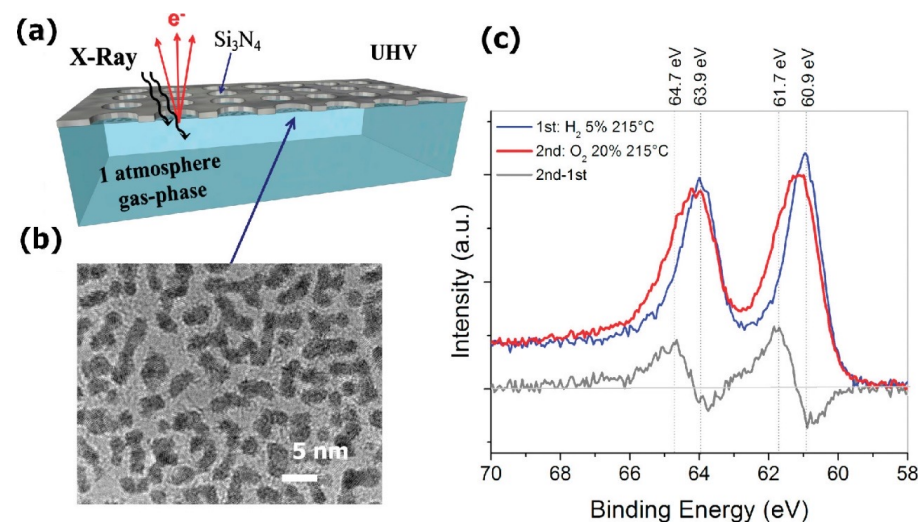 (a)
e⁻
Si₃N₄
X-Ray
UHV
1 atmosphere
gas-phase
(b)
5 nm
(c)
64.7 eV
63.9 eV
61.7 eV
60.9 eV
1st: H₂ 5% 215°C
2nd: O₂ 20% 215°C
2nd-1st
Intensity (a.u.)
70 68 66 64 62 60 58
Binding Energy (eV)